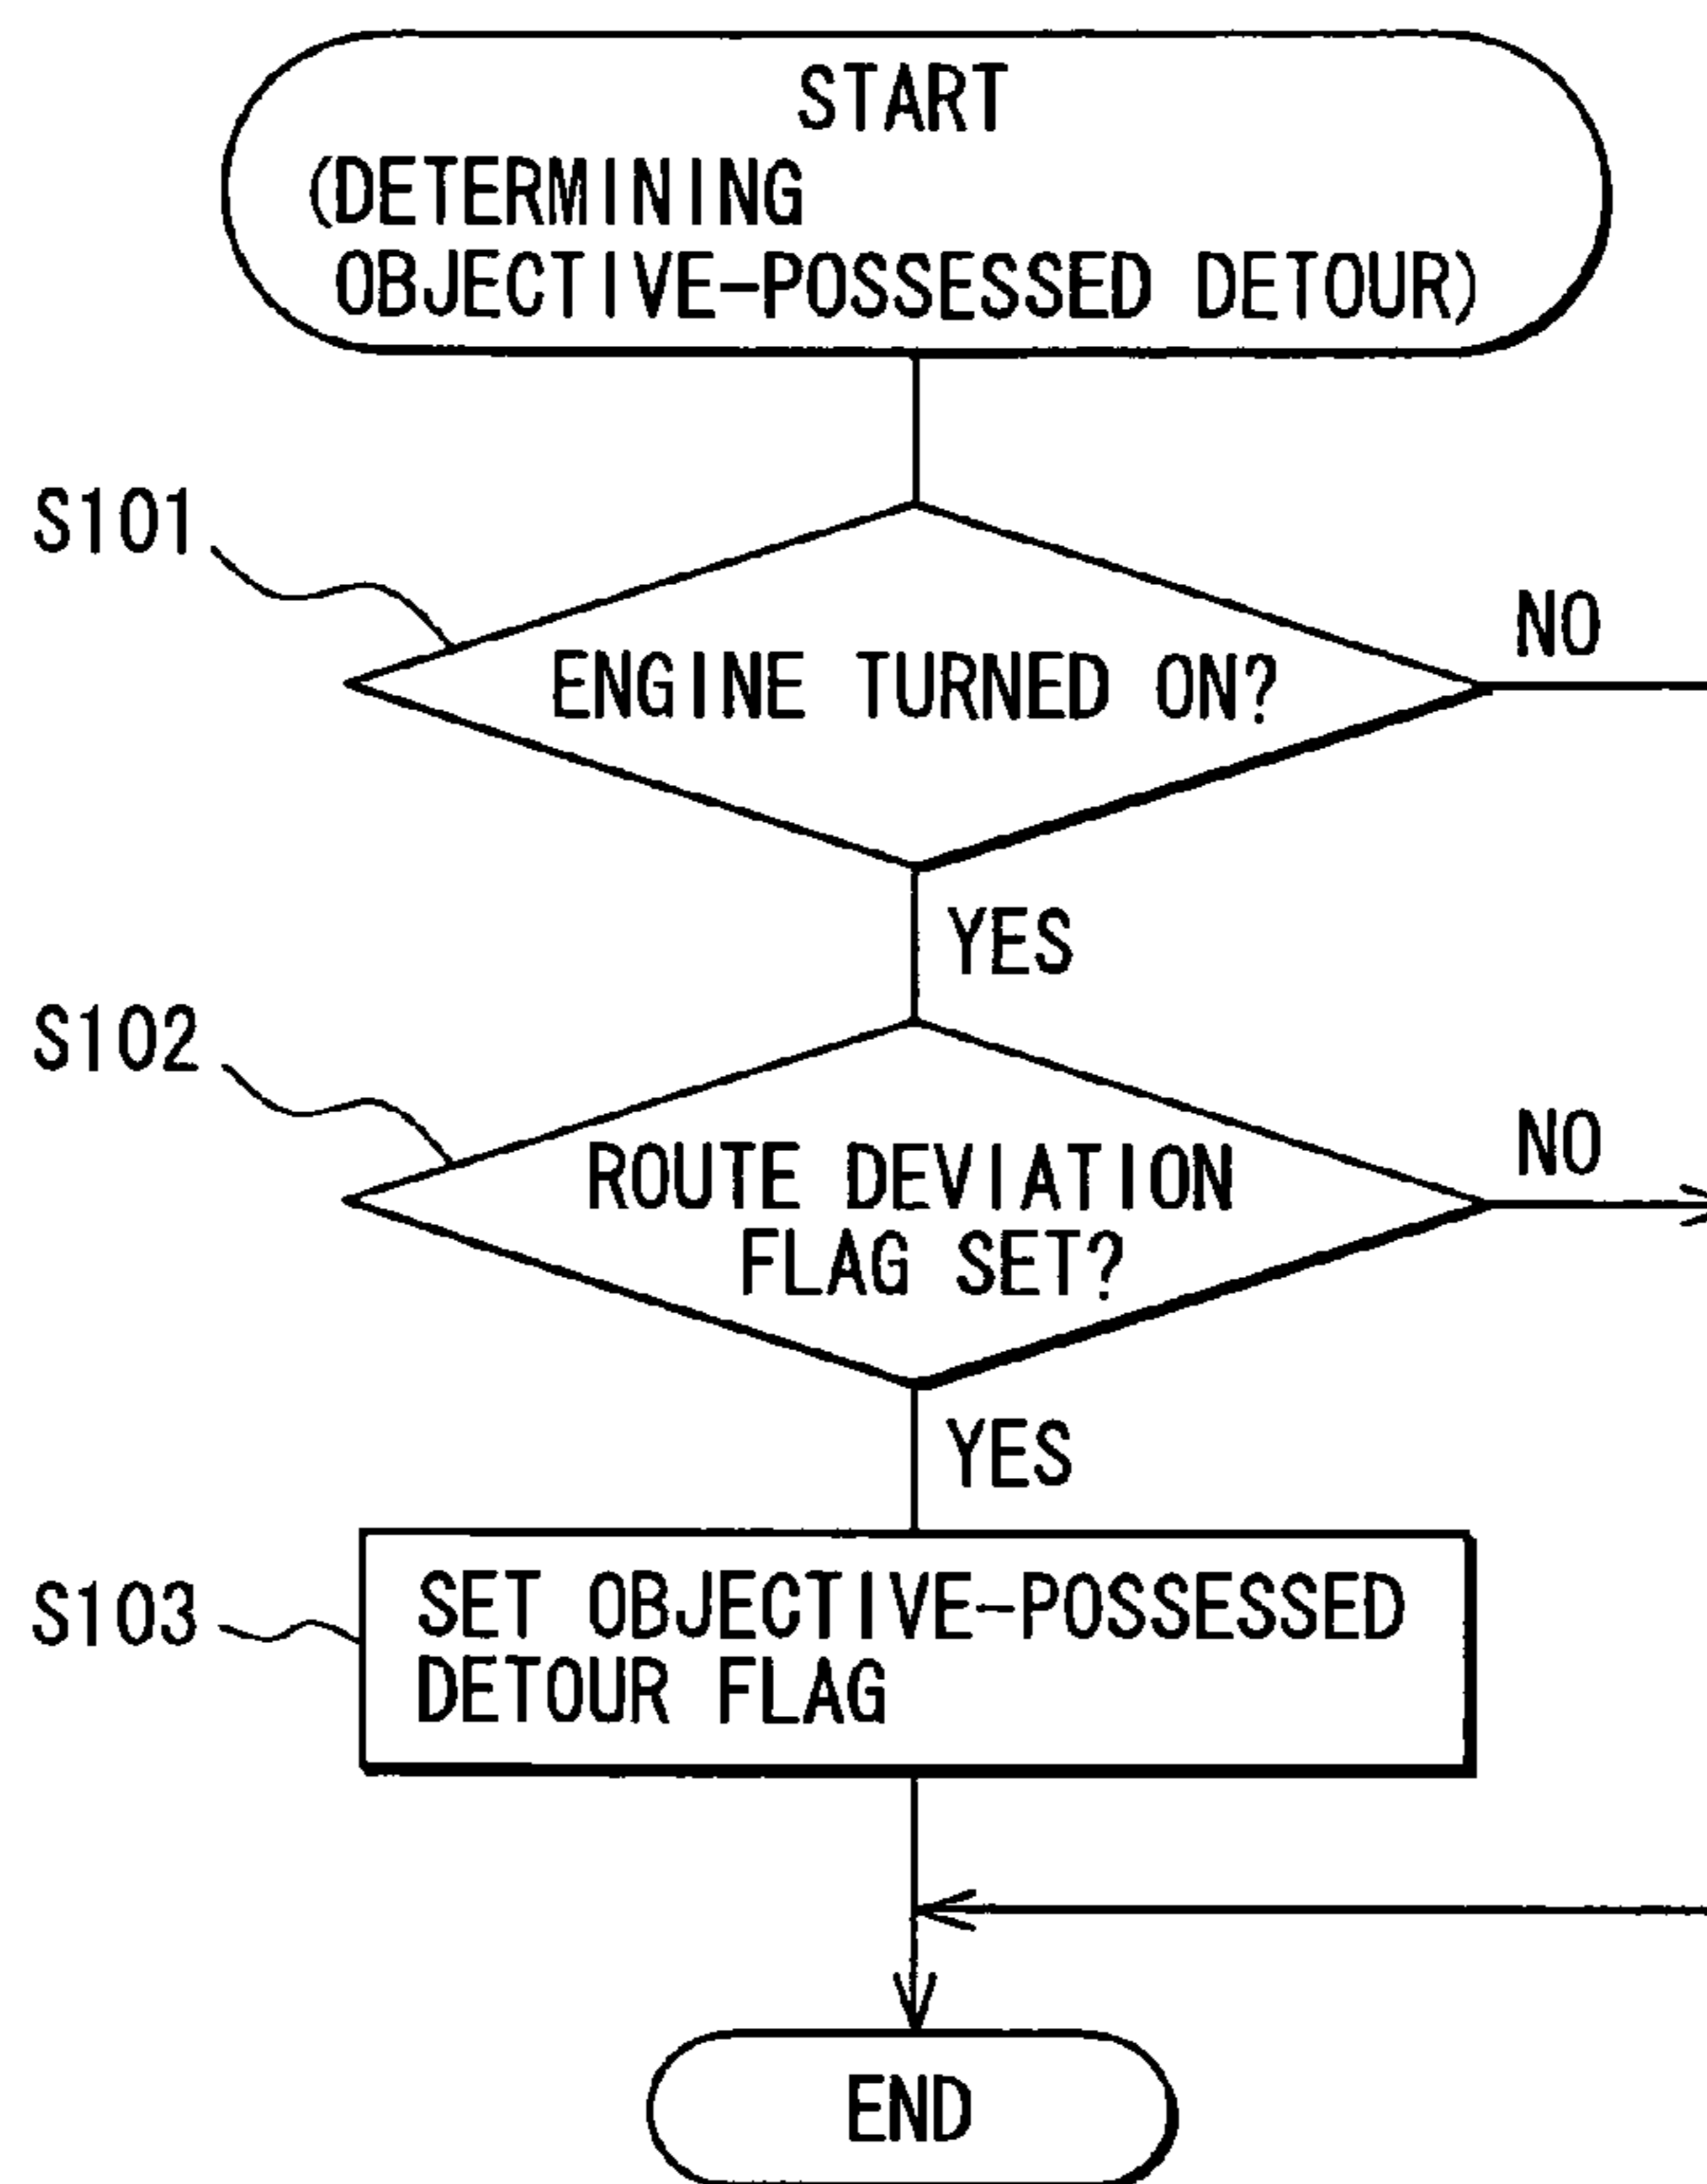 START
(DETERMINING
OBJECTIVE-POSSESSED DETOUR)
S101
ENGINE TURNED ON?
NO
YES
S102
ROUTE DEVIATION
FLAG SET?
NO
YES
S103
SET OBJECTIVE-POSSESSED
DETOUR FLAG
END